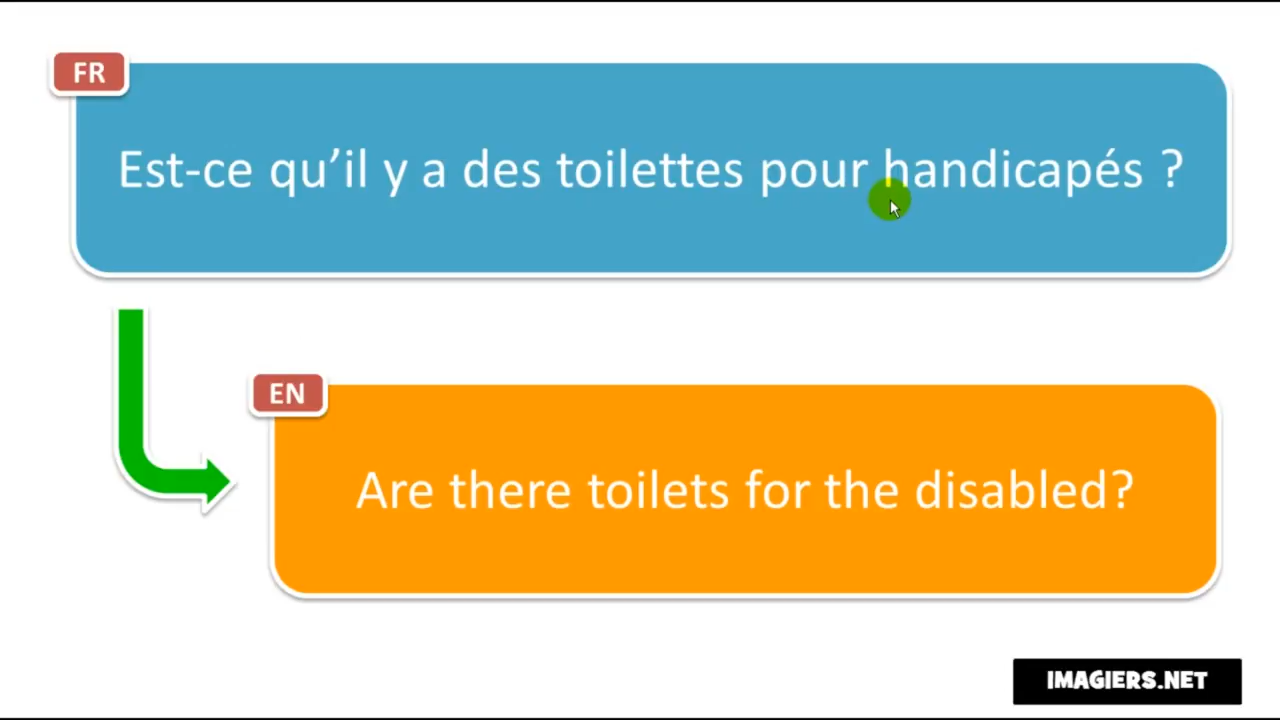 FR
Est-ce qu’il y a des toilettes pour handicapés ?
EN
Are there toilets for the disabled?
IMAGIERS.NET